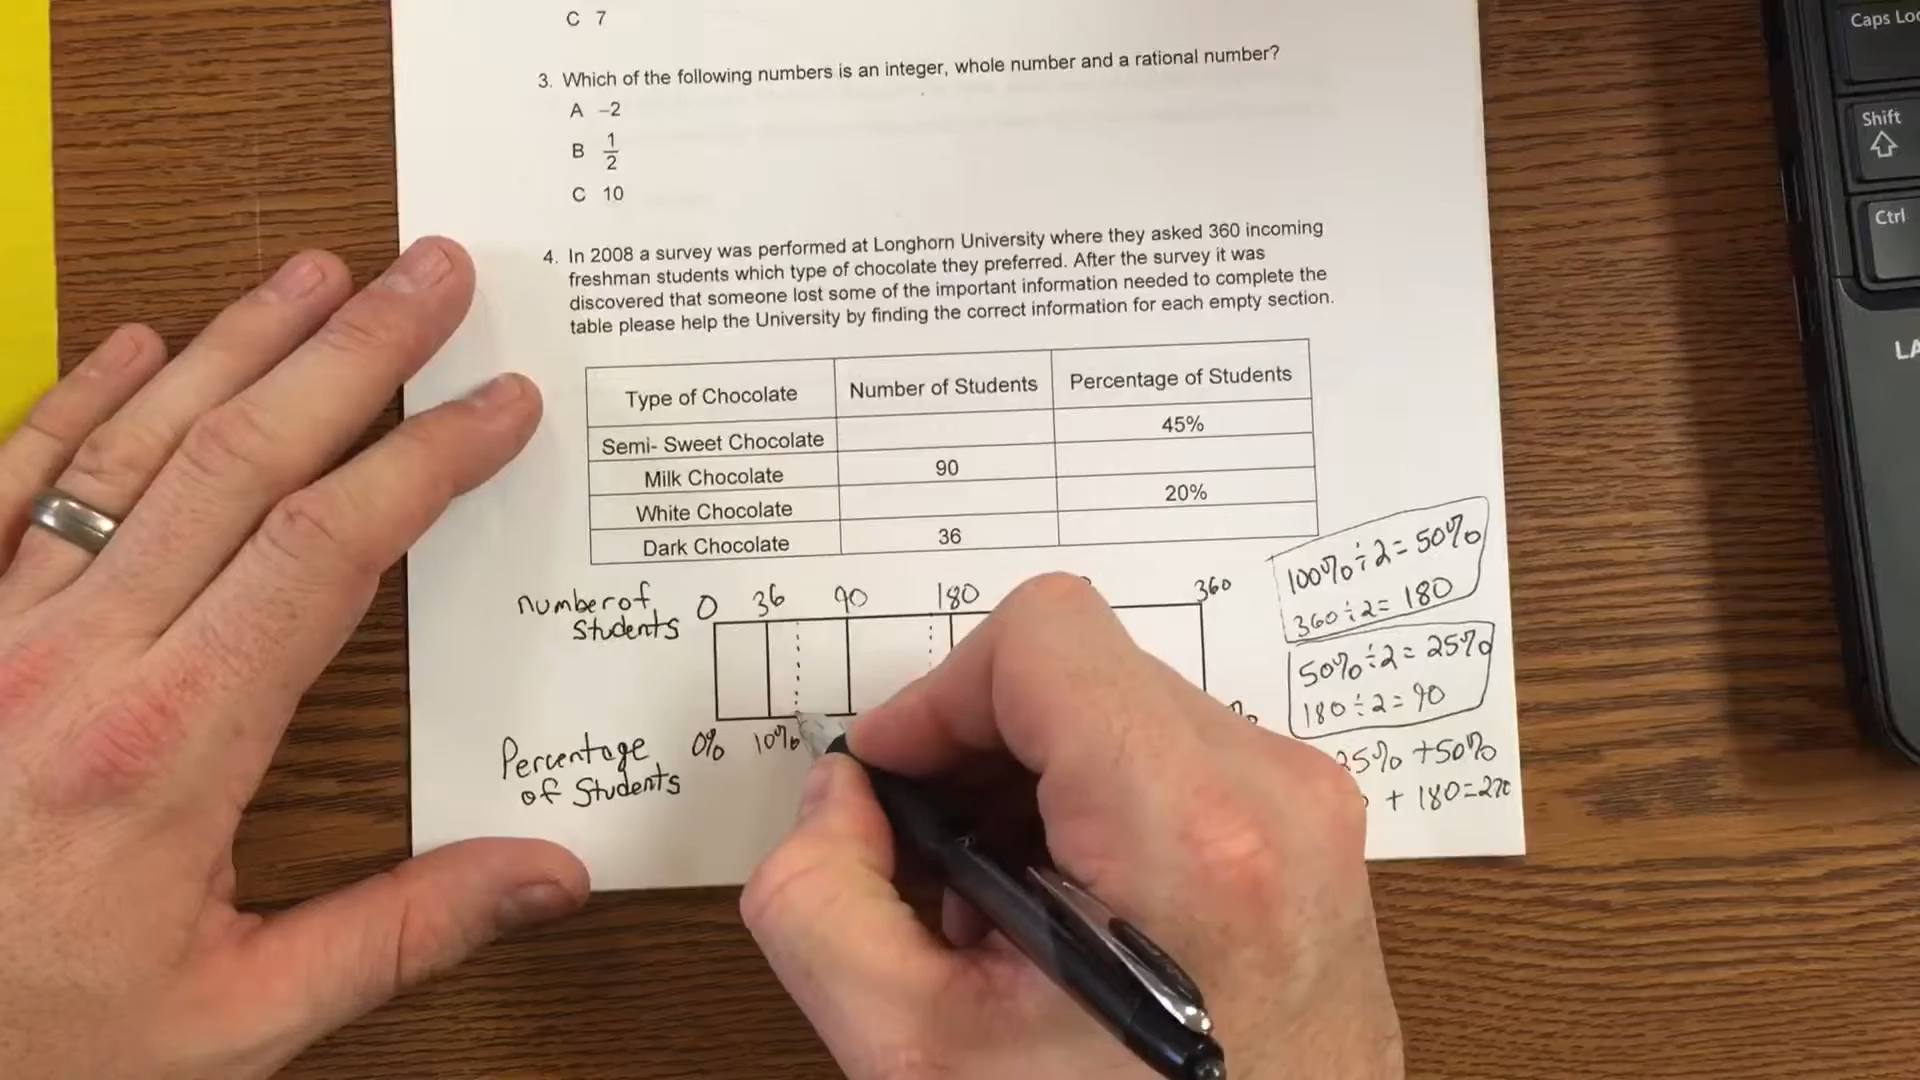 C 7
3. Which of the following numbers is an integer, whole number and a rational number?
A -2
B 1/2
C 10
4. In 2008 a survey was performed at Longhorn University where they asked 360 incoming
freshman students which type of chocolate they preferred. After the survey it was
discovered that someone lost some of the important information needed to complete the
table please help the University by finding the correct information for each empty section.
Type of Chocolate Number of Students Percentage of Students
Semi- Sweet Chocolate 45%
Milk Chocolate 90
White Chocolate 20%
Dark Chocolate 36
number of
Students
0 36 90 180 360
Percentage
of Students
0% 10%
100% ÷ 2 = 50%
360 ÷ 2 = 180
50% ÷ 2 = 25%
180 ÷ 2 = 90
25% + 50%
+ 180 = 270
Caps
Shift
Ctrl